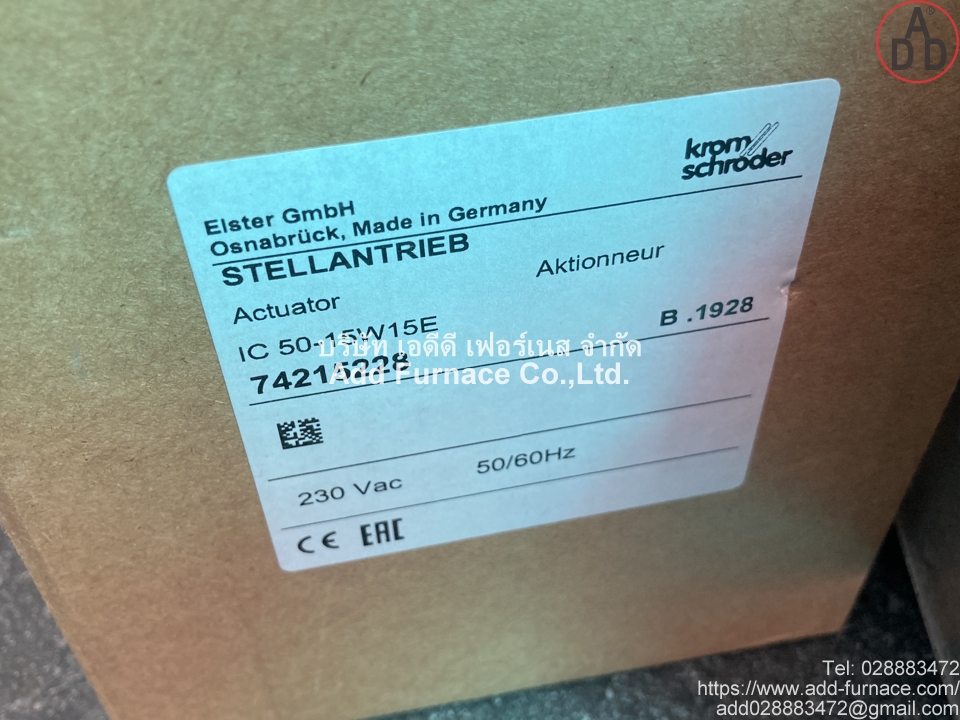 ADD
®
krom
schröder
Elster GmbH
Osnabrück, Made in Germany
STELLANTRIEB
Aktionneur
Actuator
IC 50-15W15E
B .1928
บริษัท เอดีดี เฟอร์เนส จำกัด
74215228
Add Furnace Co.,Ltd.
50/60Hz
230 Vac
CE EAC
Tel: 028883472
https://www.add-furnace.com/
add028883472@gmail.com